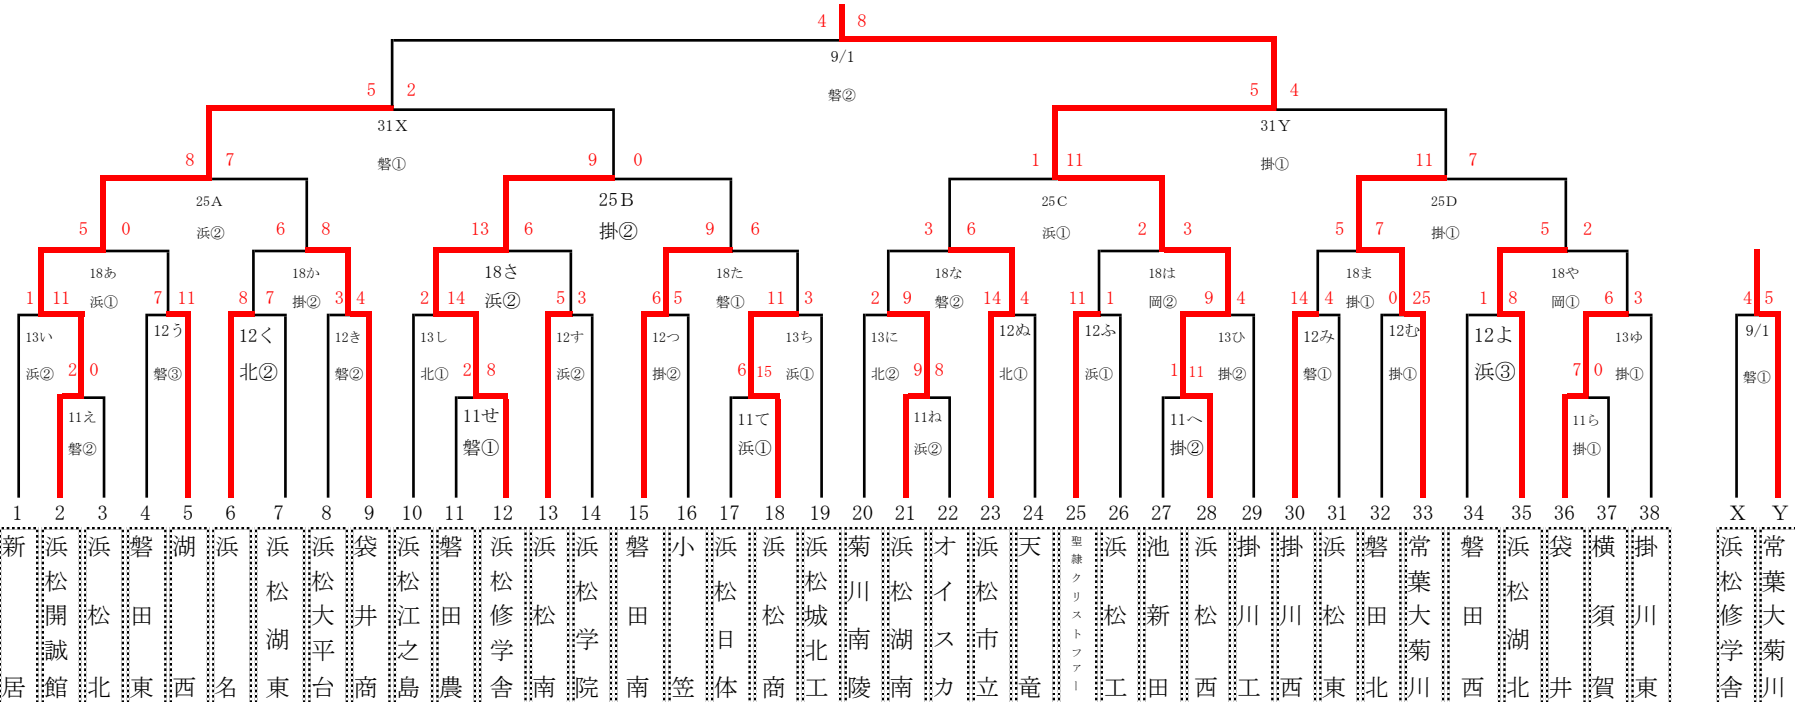 4 8
9/1
磐②
5 2
5 4
31X
31Y
磐①
掛①
8 7
9 0
1 11
11 7
25A
25B
25C
25D
浜②
掛②
浜①
掛①
5 0
6 8
13 6
9 6
3 6
2 3
5 7
5 2
18あ
18か
18さ
18た
18な
18は
18ま
18や
浜①
掛②
浜②
磐①
磐②
岡②
掛①
岡①
1 11
7 11
8 7
3 4
2 14
5 3
6 5
11 3
2 9
14 4
11 1
9 4
14 4
0 25
1 8
6 3
4 5
13い
12う
12く
12き
13し
12す
12つ
13ち
13に
12ぬ
12ふ
13ひ
12み
12む
12よ
13ゆ
9/1
浜②
磐③
北②
磐②
北①
浜②
掛②
浜①
北②
北①
浜①
掛②
磐①
掛①
浜③
掛①
磐①
2 0
2 8
6 15
9 8
1 11
7 0
11え
11せ
11て
11ね
11へ
11ら
磐②
磐①
浜①
浜②
掛②
掛①
1 2 3 4 5 6 7 8 9 10 11 12 13 14 15 16 17 18 19 20 21 22 23 24 25 26 27 28 29 30 31 32 33 34 35 36 37 38 X Y
新居
浜松開誠館
浜松北
磐田東
湖西
浜名
浜松湖東
浜松大平台
袋井商
浜松江之島
磐田農
浜松修学舎
浜松南
浜松学院
磐田南
小笠
浜松日体
浜松商
浜松城北工
菊川南陵
浜松湖南
オイスカ
浜松市立
天竜
聖隷クリストファー
浜松工
池新田
浜松西
掛川工
掛川西
浜松東
磐田北
常葉大菊川
磐田西
浜松湖北
袋井
横須賀
掛川東
浜松修学舎
常葉大菊川